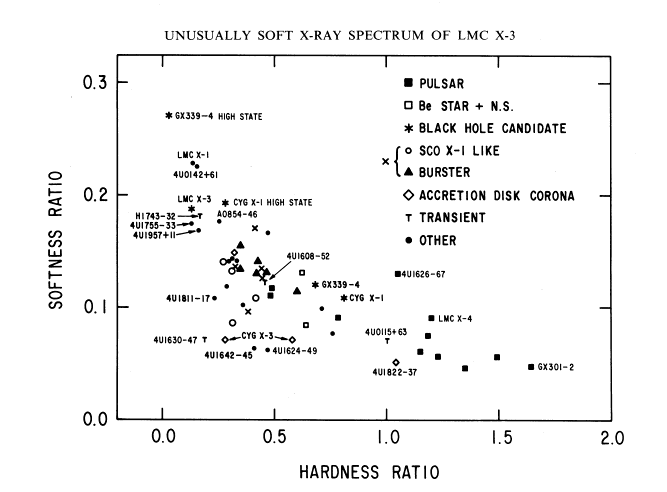 UNUSUALLY SOFT X-RAY SPECTRUM OF LMC X-3
0.3
0.2
0.1
0.0
SOFTNESS RATIO
GX339-4 HIGH STATE
LMC X-1
4U0142+61
LMC X-3
CYG X-1 HIGH STATE
H1743-32
A0854-46
4U1755-33
4U1957+11
4U1608-52
GX339-4
CYG X-1
4U1811-17
4U1630-47
CYG X-3
4U1642-45
4U1624-49
4U1626-67
LMC X-4
4U0115+63
4U1822-37
GX301-2
PULSAR
Be STAR + N.S.
BLACK HOLE CANDIDATE
SCO X-1 LIKE
BURSTER
ACCRETION DISK CORONA
TRANSIENT
OTHER
0.0
0.5
1.0
1.5
2.0
HARDNESS RATIO